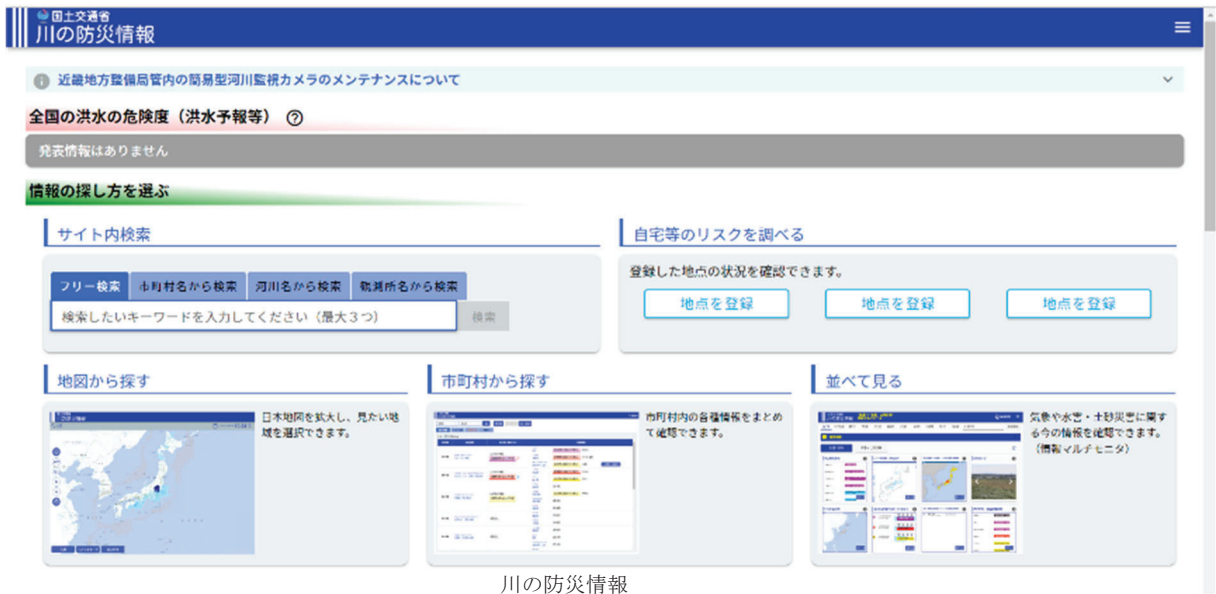 国土交通省
川の防災情報
近畿地方整備局管内の簡易型河川監視カメラのメンテナンスについて
全国の洪水の危険度（洪水予報等）
発表情報はありません
情報の探し方を選ぶ
サイト内検索
フリー検索 市町村名から検索 河川名から検索 観測所名から検索
検索したいキーワードを入力してください（最大３つ） 検索
自宅等のリスクを調べる
登録した地点の状況を確認できます。
地点を登録 地点を登録 地点を登録
地図から探す
日本地図を拡大し、見たい地
域を選択できます。
市町村から探す
市町村内の各種情報をまとめ
て確認できます。
並べて見る
気象や水害・土砂災害に関す
る今の情報を確認できます。
（情報マルチモニタ）
川の防災情報